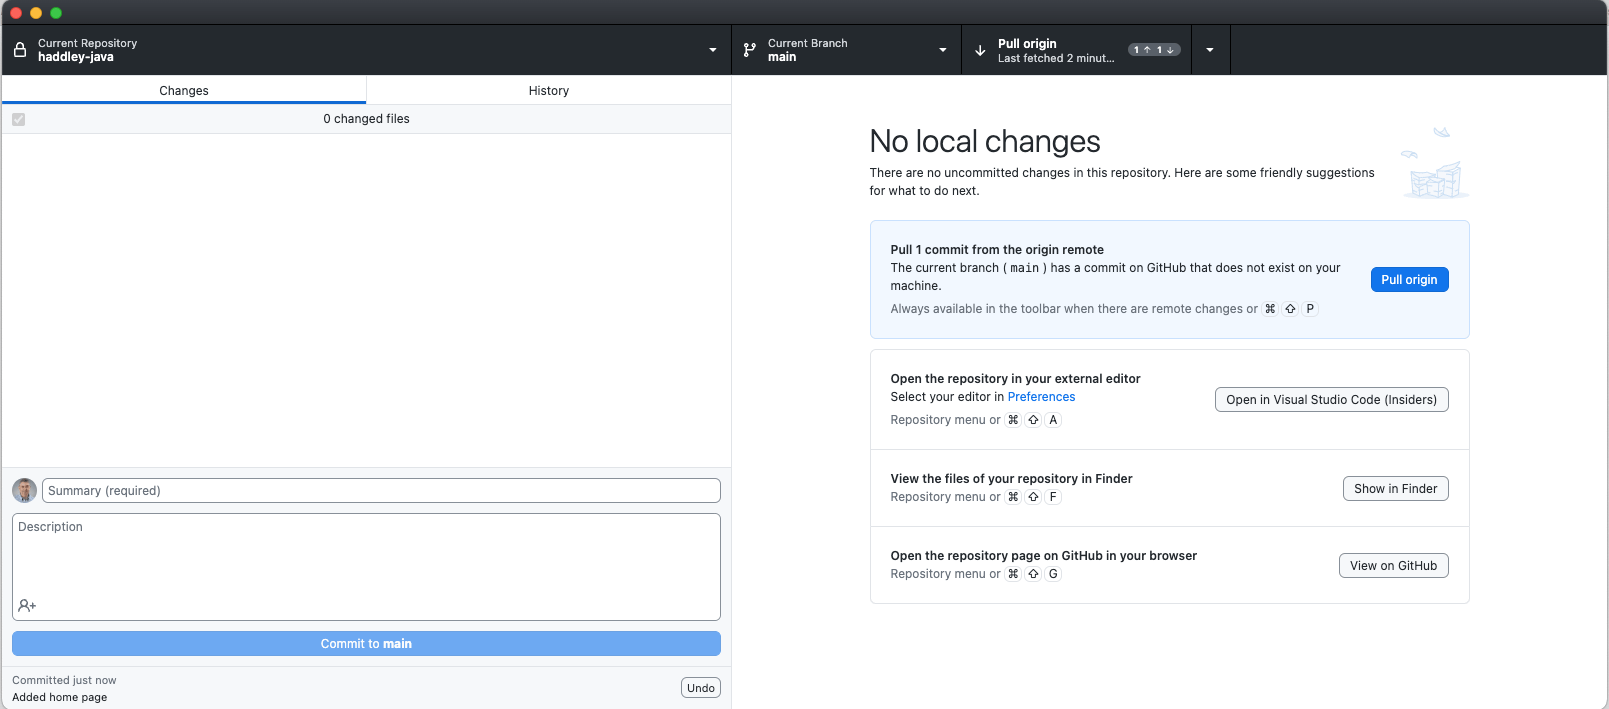 Current Repository
haddley-java
Current Branch
main
Pull origin
Last fetched 2 minut...
1 ↑ 1 ↓
Changes
History
0 changed files
No local changes
There are no uncommitted changes in this repository. Here are some friendly suggestions
for what to do next.
Pull 1 commit from the origin remote
The current branch ( main ) has a commit on GitHub that does not exist on your
machine.
Always available in the toolbar when there are remote changes or ⌘ ⇧ P
Pull origin
Open the repository in your external editor
Select your editor in Preferences
Repository menu or ⌘ ⇧ A
Open in Visual Studio Code (Insiders)
View the files of your repository in Finder
Repository menu or ⌘ ⇧ F
Show in Finder
Open the repository page on GitHub in your browser
Repository menu or ⌘ ⇧ G
View on GitHub
Summary (required)
Description
Commit to main
Committed just now
Added home page
Undo